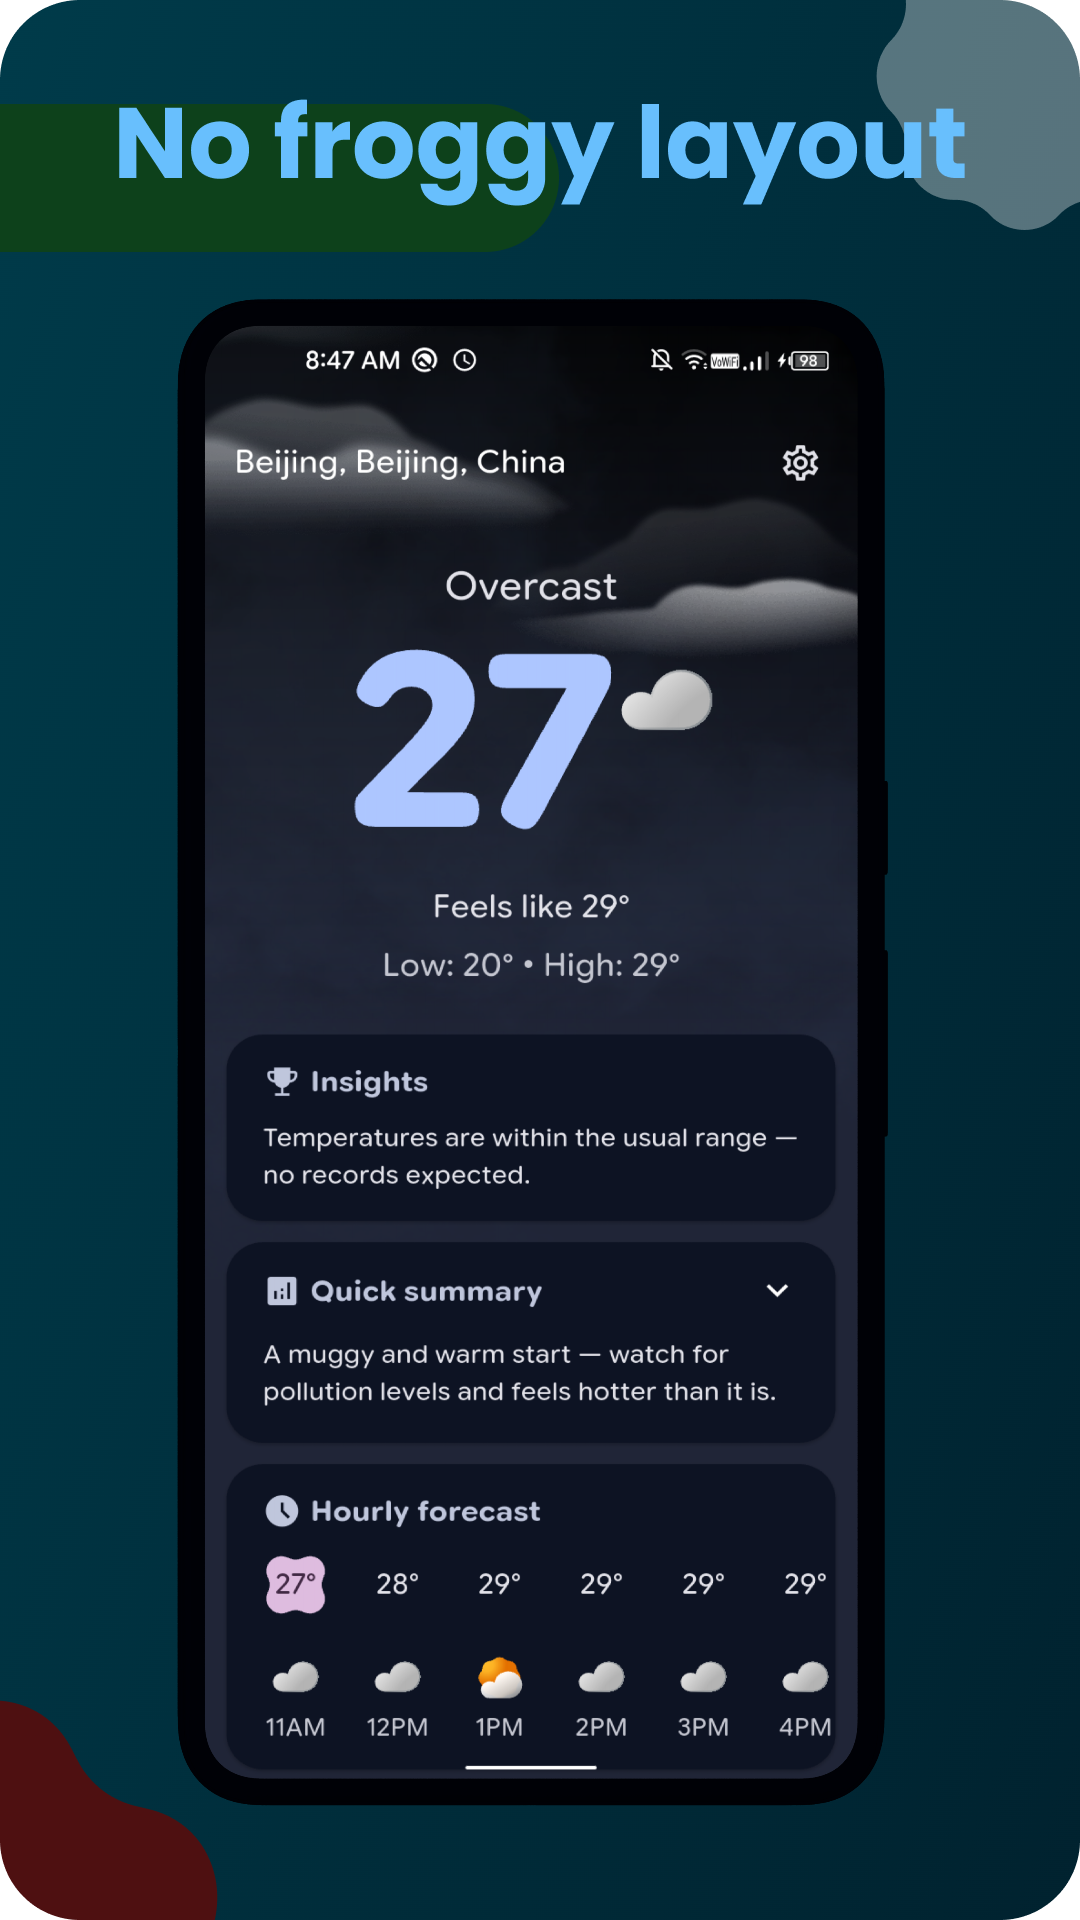 No froggy layout
8:47 AM
VoWiFi
98
Beijing, Beijing, China
Overcast
27
Feels like 29°
Low: 20° • High: 29°
Insights
Temperatures are within the usual range —
no records expected.
Quick summary
A muggy and warm start — watch for
pollution levels and feels hotter than it is.
Hourly forecast
27° 28° 29° 29° 29° 29°
11AM 12PM 1PM 2PM 3PM 4PM